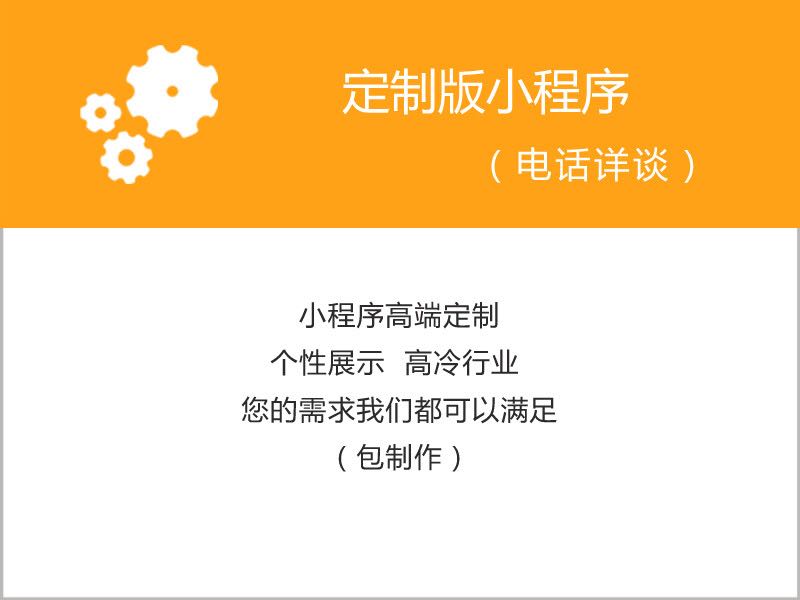 定制版小程序
（电话详谈）
小程序高端定制
个性展示 高冷行业
您的需求我们都可以满足
（包制作）